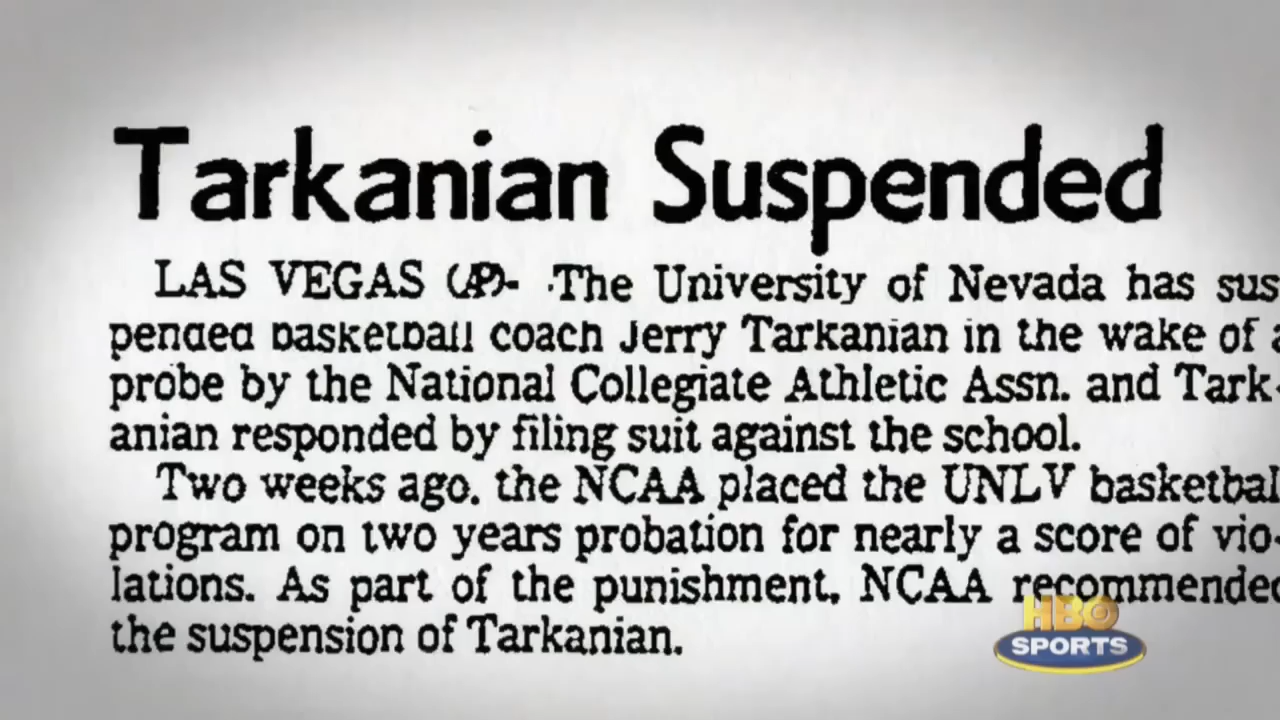 Tarkanian Suspended
LAS VEGAS (AP)- The University of Nevada has sus
pended basketball coach Jerry Tarkanian in the wake of a
probe by the National Collegiate Athletic Assn. and Tark-
anian responded by filing suit against the school.
Two weeks ago, the NCAA placed the UNLV basketbal
program on two years probation for nearly a score of vio-
lations. As part of the punishment, NCAA recommended
the suspension of Tarkanian.
HBO
SPORTS